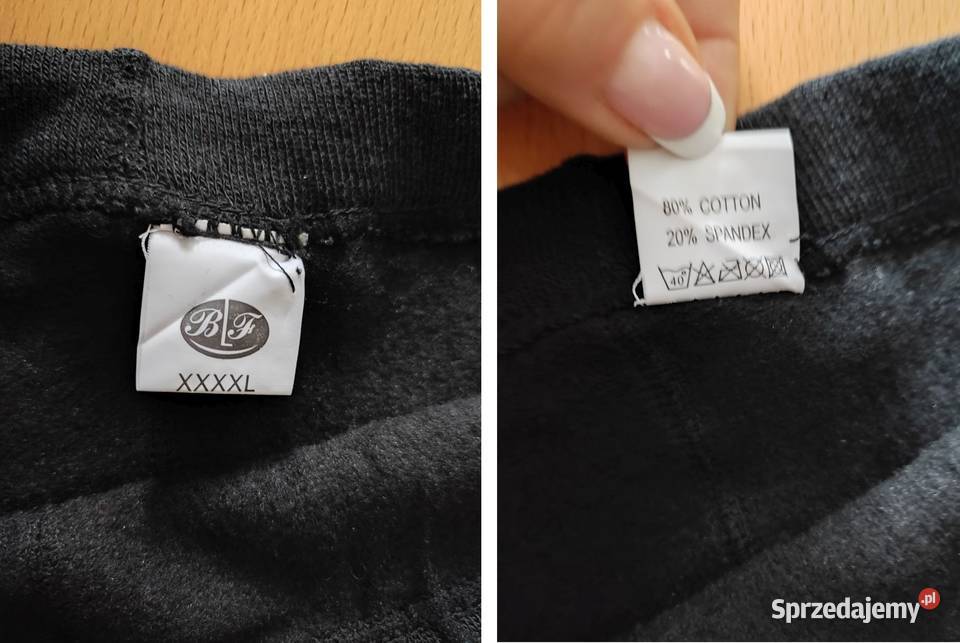 BLF
XXXXL
80% COTTON
20% SPANDEX
40°
Sprzedajemy.pl